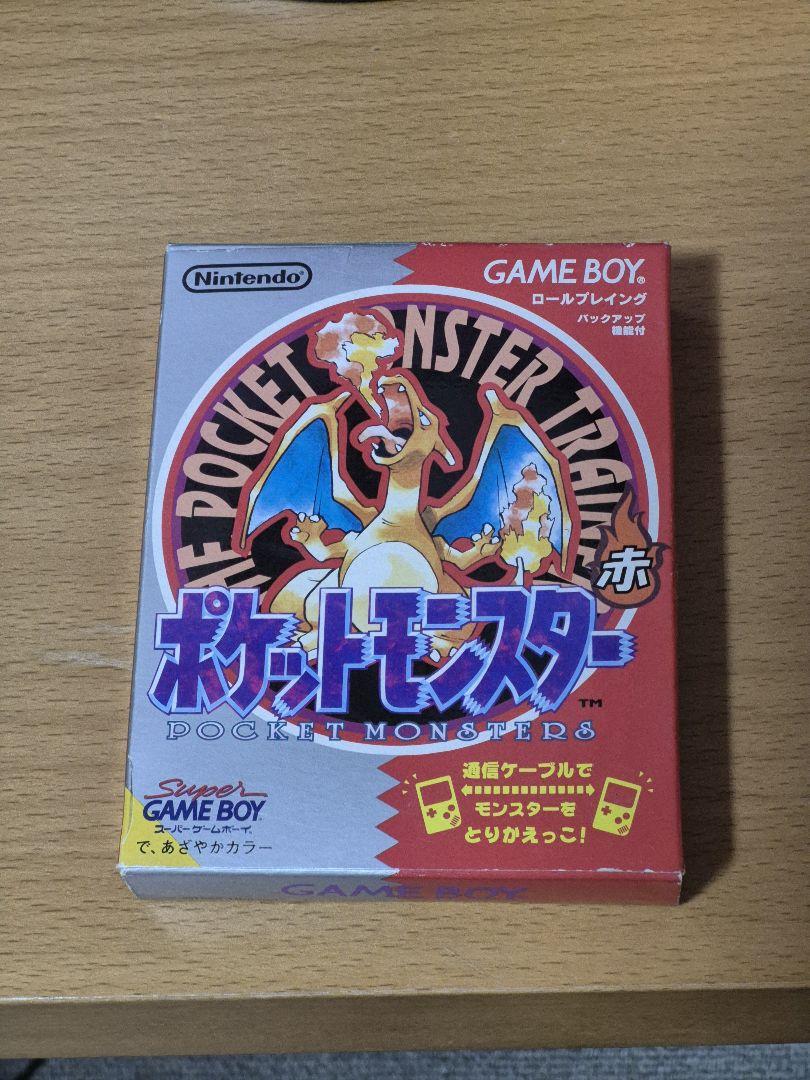 Nintendo
GAME BOY®
ロールプレイング
バックアップ
機能付
OF POCKET MONSTER TRAINER
赤
ポケットモンスター
TM
POCKET MONSTERS
通信ケーブルで
モンスターを
とりかえっこ!
Super
GAME BOY
スーパーゲームボーイ
で、あざやかカラー
GAME BOY